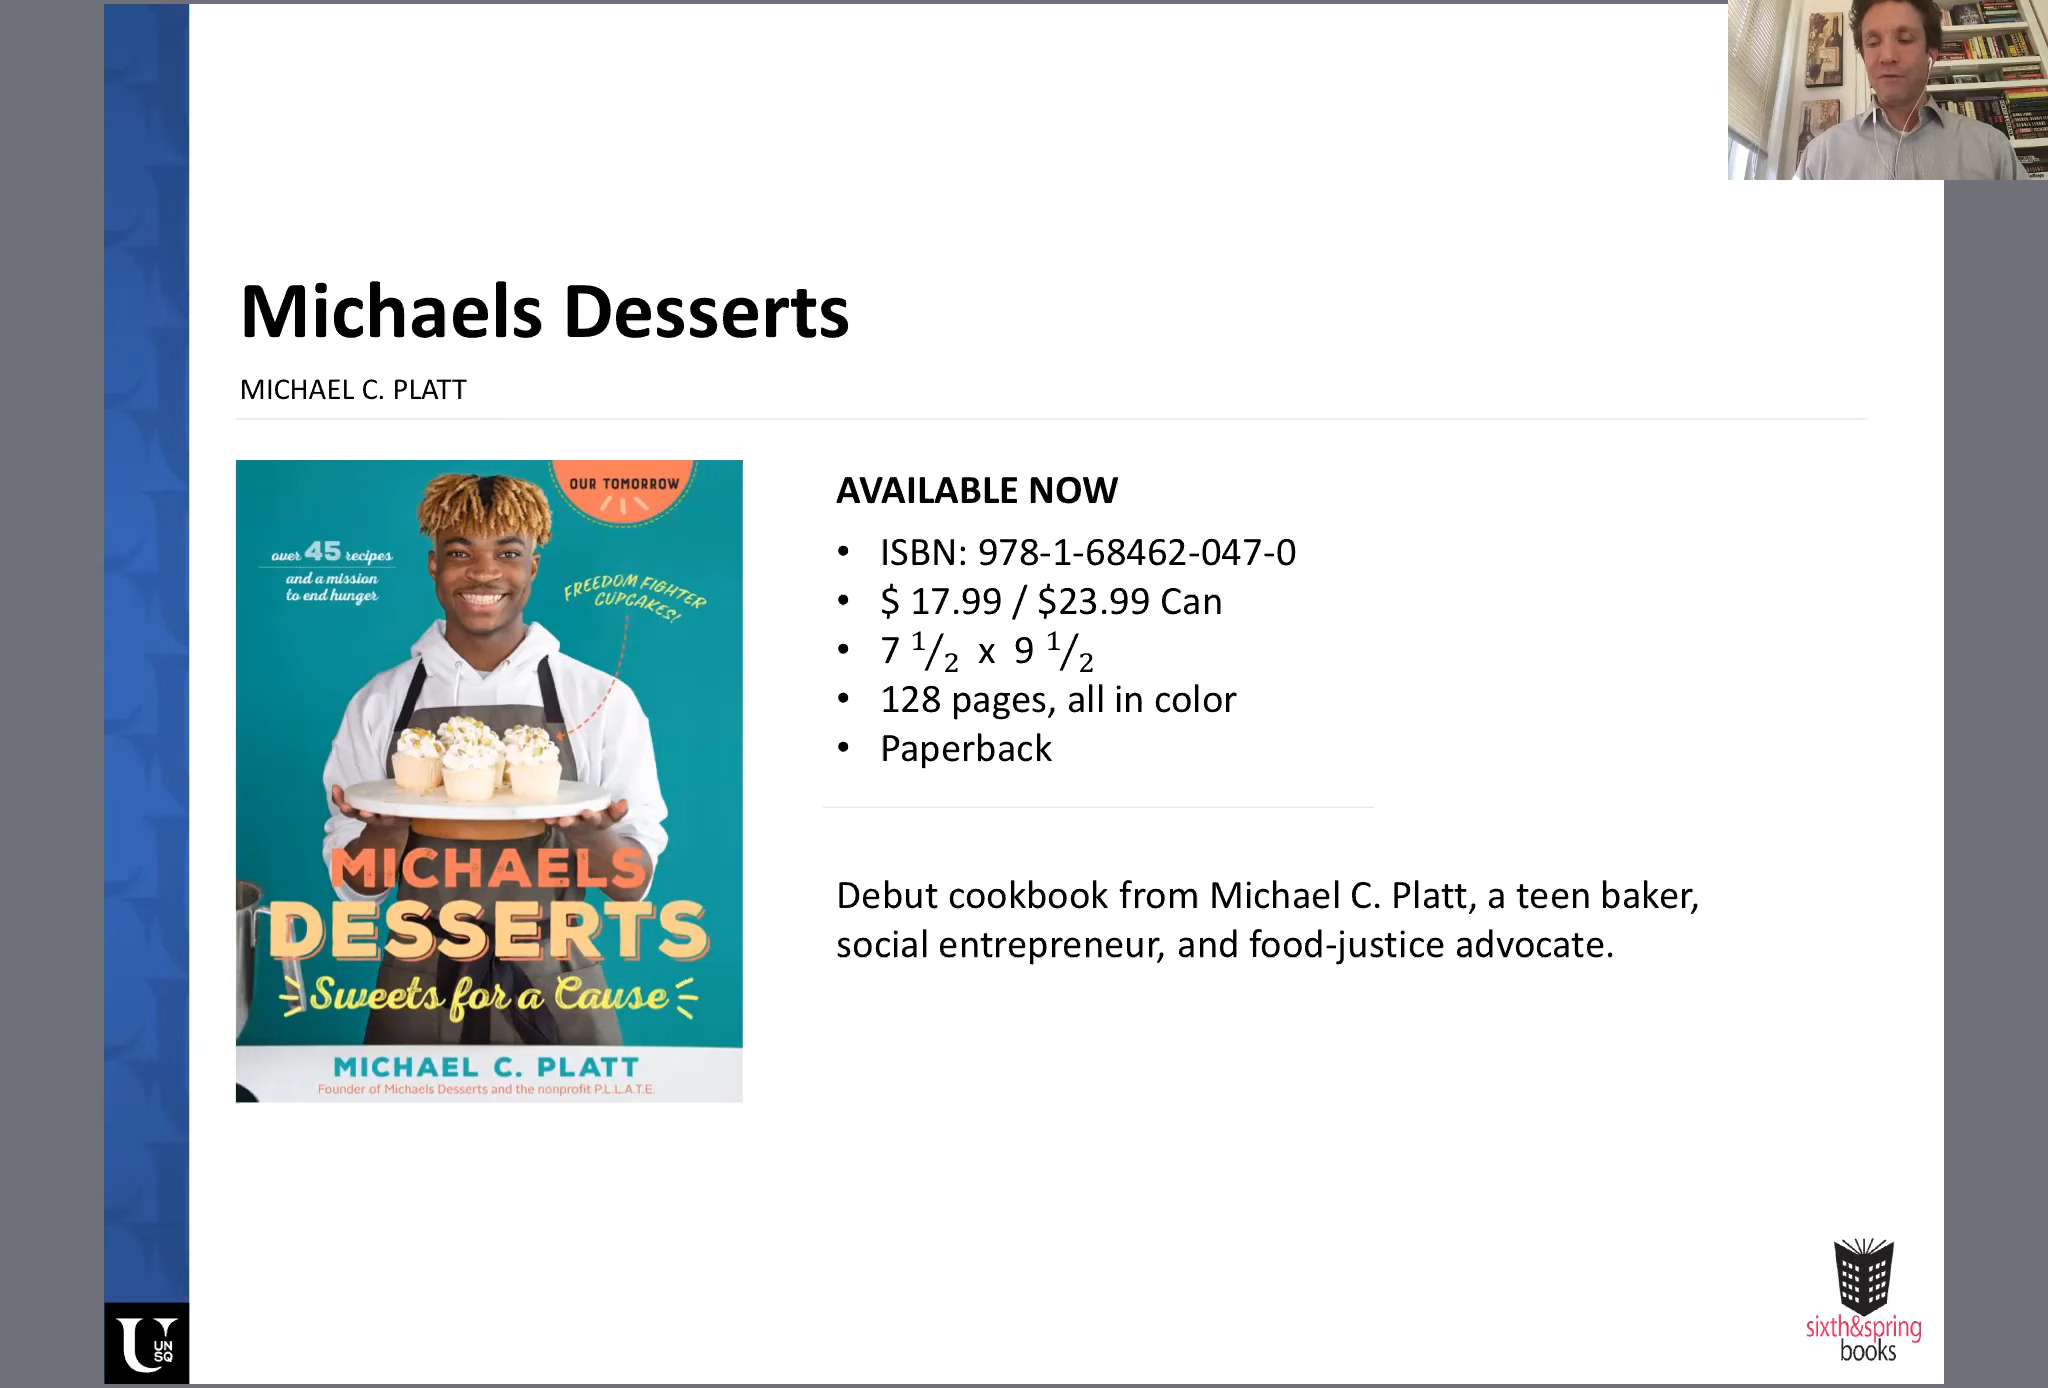 Michaels Desserts
MICHAEL C. PLATT
OUR TOMORROW
over 45 recipes
and a mission
to end hunger
FREEDOM FIGHTER
CUPCAKES!
MICHAELS
DESSERTS
Sweets for a Cause
MICHAEL C. PLATT
Founder of Michaels Desserts and the nonprofit P.L.L.A.T.E.
AVAILABLE NOW
• ISBN: 978-1-68462-047-0
• $ 17.99 / $23.99 Can
• 7 1/2 x 9 1/2
• 128 pages, all in color
• Paperback
Debut cookbook from Michael C. Platt, a teen baker,
social entrepreneur, and food-justice advocate.
U
UN
SQ
sixth&spring
books